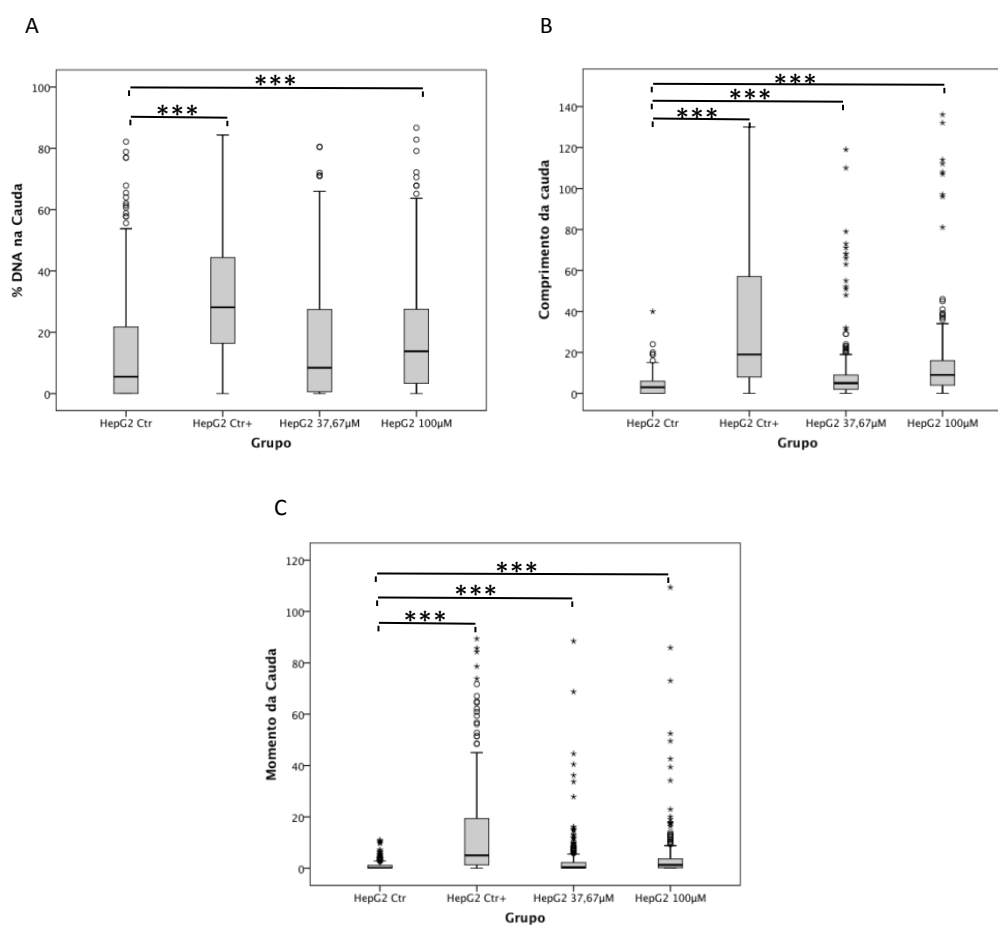 A
***
***
100
80
60
40
20
0
% DNA na Cauda
HepG2 Ctr HepG2 Ctr+ HepG2 37,67µM HepG2 100µM
Grupo
B
***
***
***
140
120
100
80
60
40
20
0
Comprimento da cauda
HepG2 Ctr HepG2 Ctr+ HepG2 37,67µM HepG2 100µM
Grupo
C
***
***
***
120
100
80
60
40
20
0
Momento da Cauda
HepG2 Ctr HepG2 Ctr+ HepG2 37,67µM HepG2 100µM
Grupo